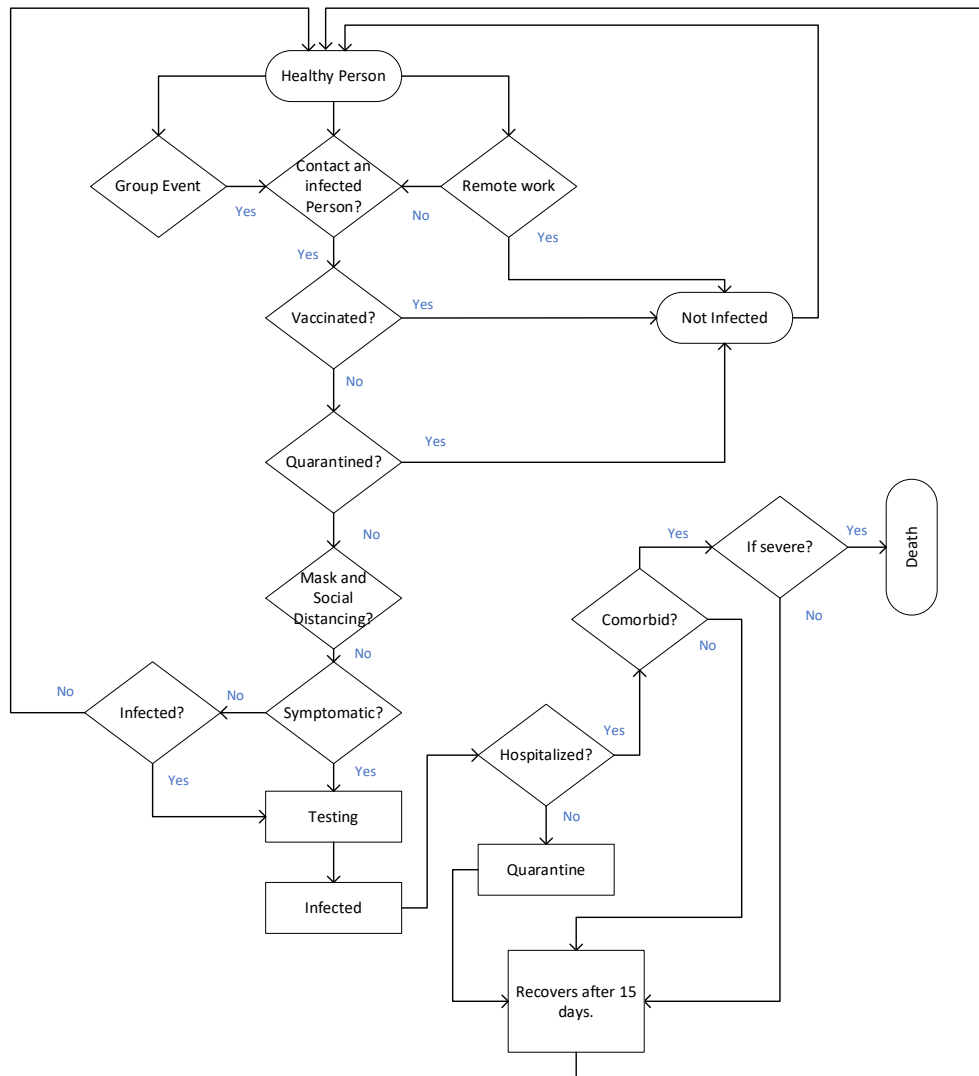 Healthy Person
Group Event
Contact an
infected
Person?
Remote work
Yes
No
Yes
Yes
Vaccinated?
Yes
Not Infected
No
Quarantined?
Yes
No
Yes
If severe?
Yes
Death
Mask and
Social
Distancing?
Comorbid?
No
No
No
No
No
Infected?
Symptomatic?
Yes
Hospitalized?
Yes
Yes
Testing
No
Quarantine
Infected
Recovers after 15
days.